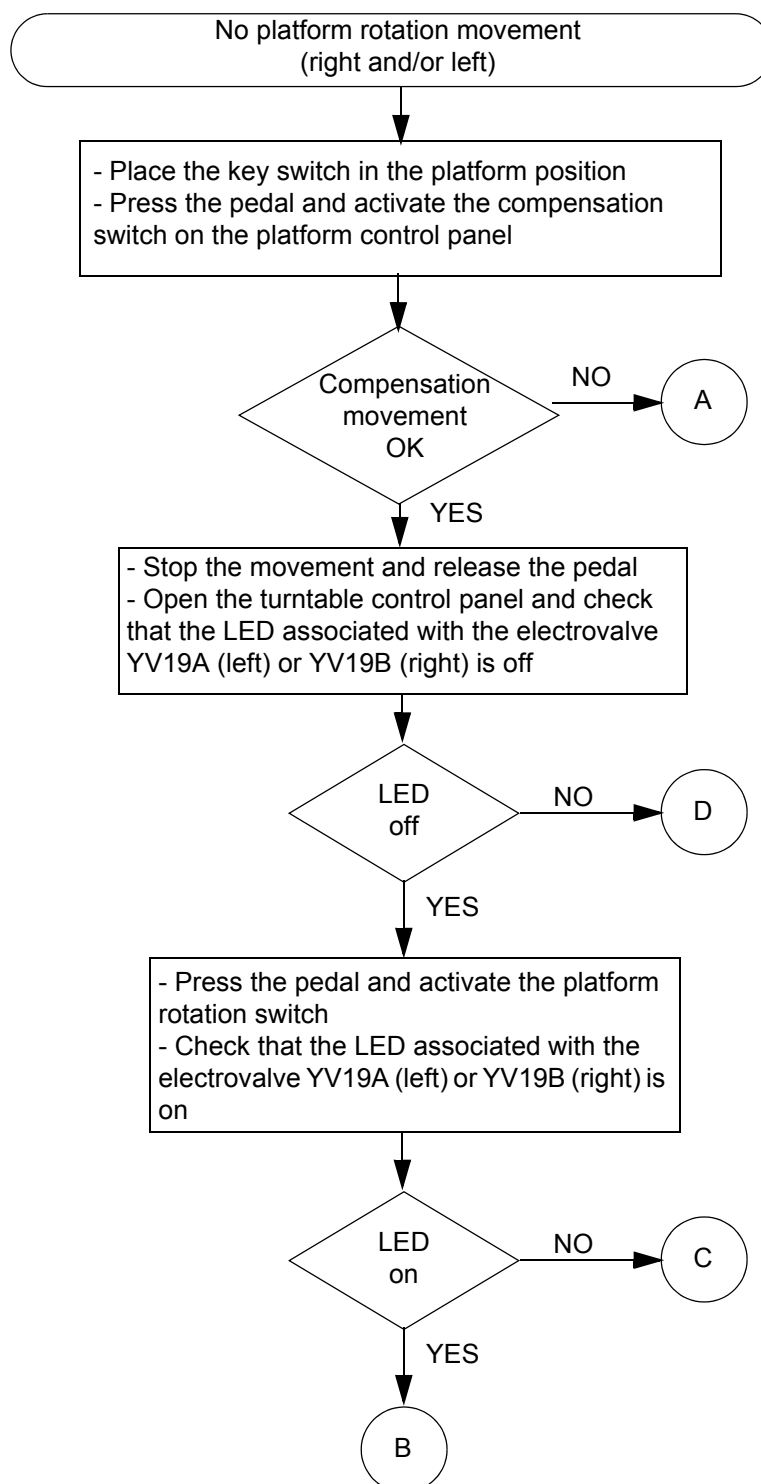 No platform rotation movement
(right and/or left)
- Place the key switch in the platform position
- Press the pedal and activate the compensation
switch on the platform control panel
Compensation
movement
OK
NO
A
YES
- Stop the movement and release the pedal
- Open the turntable control panel and check
that the LED associated with the electrovalve
YV19A (left) or YV19B (right) is off
LED
off
NO
D
YES
- Press the pedal and activate the platform
rotation switch
- Check that the LED associated with the
electrovalve YV19A (left) or YV19B (right) is
on
LED
on
NO
C
YES
B